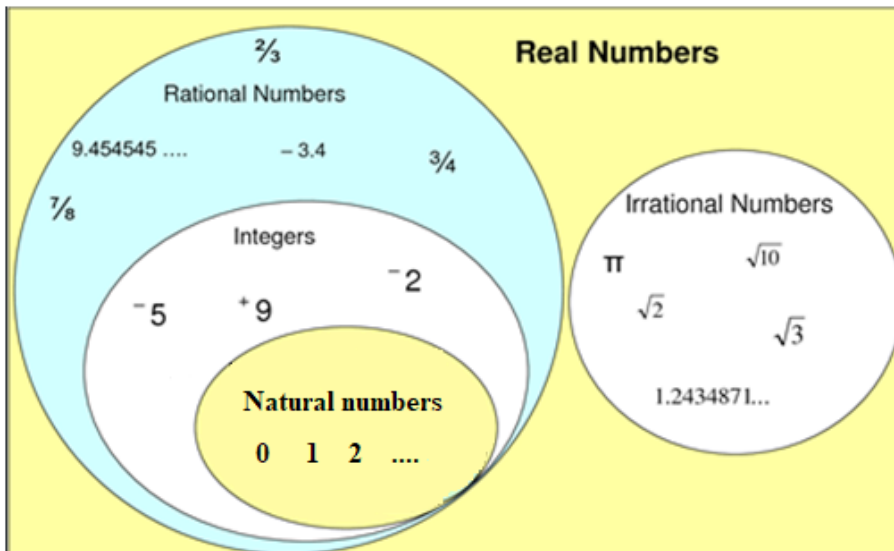 Real Numbers
⅔
Rational Numbers
9.454545 ....
– 3.4
¾
⅞
Integers
⁻2
⁻5
⁺9
Natural numbers
0 1 2 ....
Irrational Numbers
π
√10
√2
√3
1.2434871...